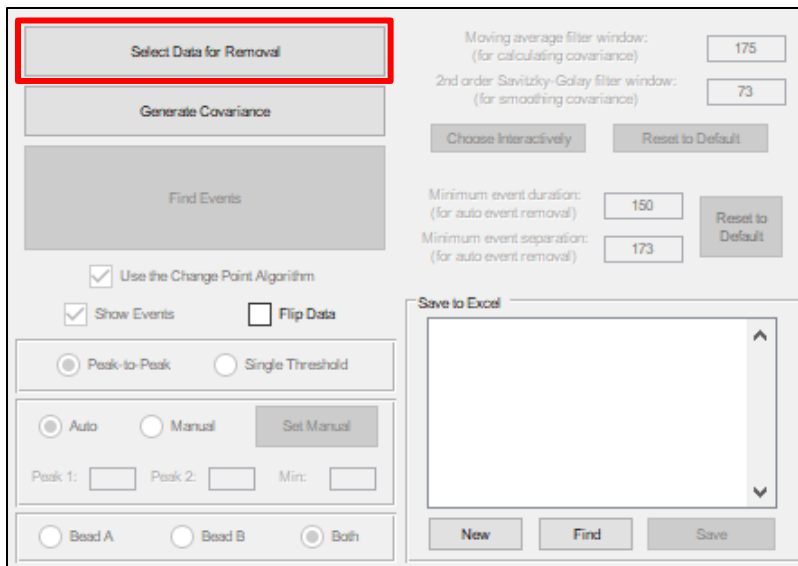 Select Data for Removal
Generate Covariance
Find Events
Use the Change Point Algorithm
Show Events
Flip Data
Peak-to-Peak
Single Threshold
Auto
Manual
Set Manual
Peak 1:
Peak 2:
Min:
Bead A
Bead B
Both
Moving average filter window:
(for calculating covariance)
175
2nd order Savitzky-Golay filter window:
(for smoothing covariance)
73
Choose Interactively
Reset to Default
Minimum event duration:
(for auto event removal)
150
Minimum event separation:
(for auto event removal)
173
Reset to
Default
Save to Excel
New
Find
Save